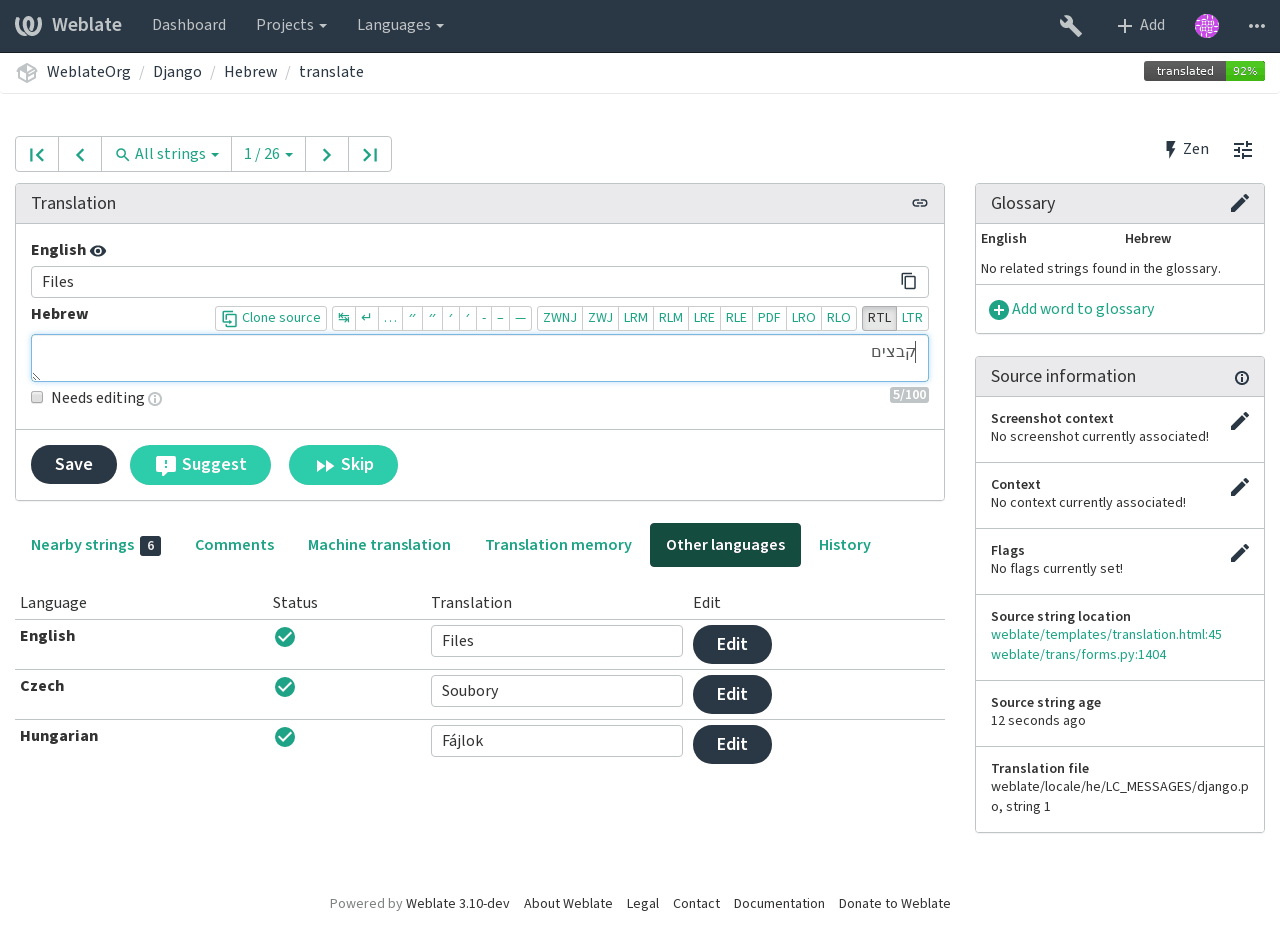 Weblate Dashboard Projects Languages Add
WeblateOrg / Django / Hebrew / translate translated 92%
All strings 1 / 26 Zen
Translation
English
Files
Hebrew Clone source ↹ ↵ … ״ ״ ׳ ׳ - – — ZWNJ ZWJ LRM RLM LRE RLE PDF LRO RLO RTL LTR
קבצים
Needs editing 5/100
Save Suggest Skip
Nearby strings 6 Comments Machine translation Translation memory Other languages History
Language Status Translation Edit
English Files Edit
Czech Soubory Edit
Hungarian Fájlok Edit
Glossary
English Hebrew
No related strings found in the glossary.
Add word to glossary
Source information
Screenshot context
No screenshot currently associated!
Context
No context currently associated!
Flags
No flags currently set!
Source string location
weblate/templates/translation.html:45
weblate/trans/forms.py:1404
Source string age
12 seconds ago
Translation file
weblate/locale/he/LC_MESSAGES/django.p
o, string 1
Powered by Weblate 3.10-dev About Weblate Legal Contact Documentation Donate to Weblate